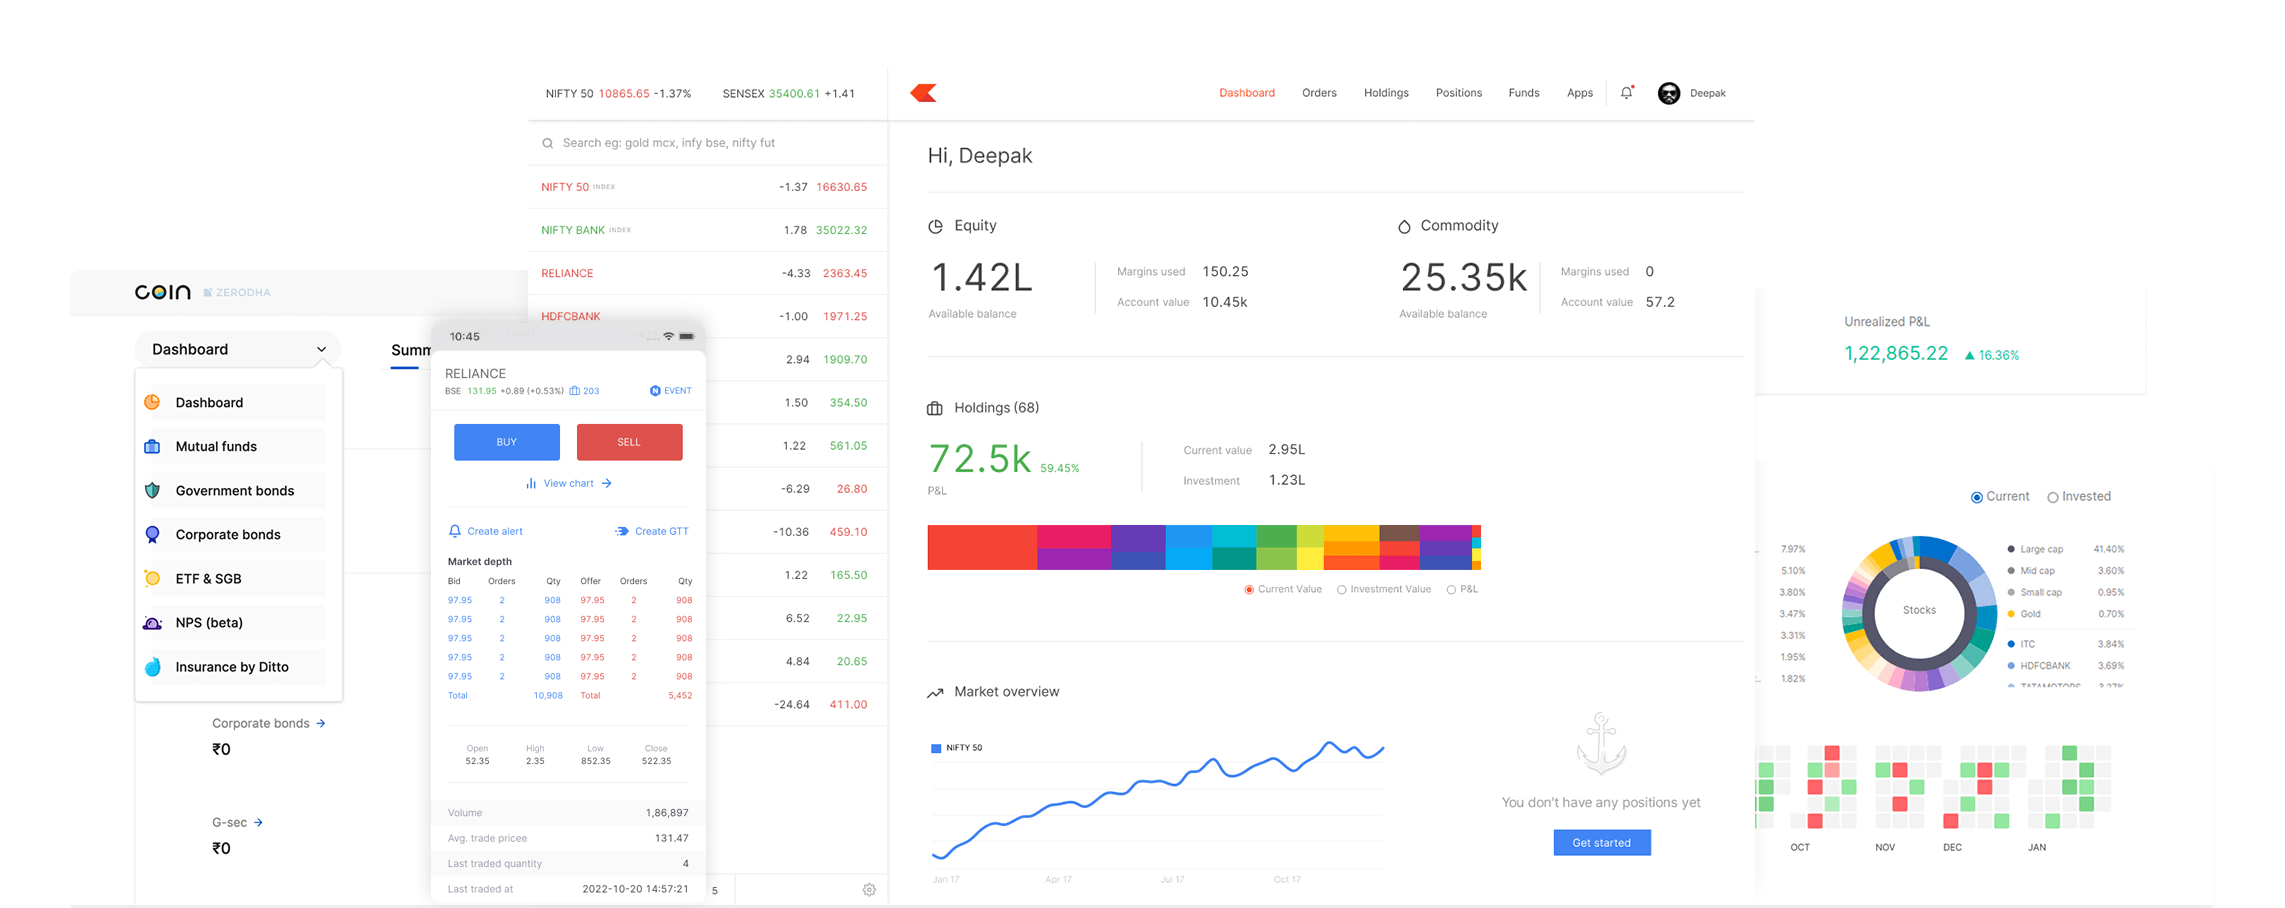 NIFTY 50 10865.65 -1.37% SENSEX 35400.61 +1.41
Dashboard Orders Holdings Positions Funds Apps Deepak
Search eg: gold mcx, infy bse, nifty fut
NIFTY 50 INDEX -1.37 16630.65
NIFTY BANK INDEX 1.78 35022.32
RELIANCE -4.33 2363.45
HDFCBANK -1.00 1971.25
2.94 1909.70
1.50 354.50
1.22 561.05
-6.29 26.80
-10.36 459.10
1.22 165.50
6.52 22.95
4.84 20.65
-24.64 411.00
5
Hi, Deepak
Equity
1.42L
Available balance
Margins used 150.25
Account value 10.45k
Commodity
25.35k
Available balance
Margins used 0
Account value 57.2
Holdings (68)
72.5k 59.45%
P&L
Current value 2.95L
Investment 1.23L
Current Value Investment Value P&L
Market overview
NIFTY 50
Jan 17 Apr 17 Jul 17 Oct 17
You don't have any positions yet
Get started
COIN ZERODHA
Dashboard
Summ
Dashboard
Mutual funds
Government bonds
Corporate bonds
ETF & SGB
NPS (beta)
Insurance by Ditto
Corporate bonds →
₹0
G-sec →
₹0
10:45
RELIANCE
BSE 131.95 +0.89 (+0.53%) 203 EVENT
BUY SELL
View chart →
Create alert Create GTT
Market depth
Bid Orders Qty Offer Orders Qty
97.95 2 908 97.95 2 908
97.95 2 908 97.95 2 908
97.95 2 908 97.95 2 908
97.95 2 908 97.95 2 908
97.95 2 908 97.95 2 908
Total 10,908 Total 5,452
Open High Low Close
52.35 2.35 852.35 522.35
Volume 1,86,897
Avg. trade pricee 131.47
Last traded quantity 4
Last traded at 2022-10-20 14:57:21
Unrealized P&L
1,22,865.22 ▲ 16.36%
Current Invested
7.97%
5.10%
3.80%
3.47%
3.31%
1.95%
1.82%
Stocks
Large cap 41.40%
Mid cap 3.60%
Small cap 0.95%
Gold 0.70%
ITC 3.84%
HDFCBANK 3.69%
TATAMOTORS 3.27%
OCT NOV DEC JAN